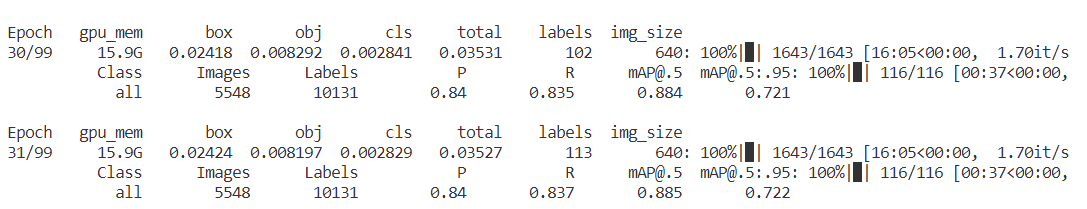 Epoch gpu_mem box obj cls total labels img_size
30/99 15.9G 0.02418 0.008292 0.002841 0.03531 102 640: 100%|█| 1643/1643 [16:05<00:00, 1.70it/s
Class Images Labels P R mAP@.5 mAP@.5:.95: 100%|█| 116/116 [00:37<00:00,
all 5548 10131 0.84 0.835 0.884 0.721
Epoch gpu_mem box obj cls total labels img_size
31/99 15.9G 0.02424 0.008197 0.002829 0.03527 113 640: 100%|█| 1643/1643 [16:05<00:00, 1.70it/s
Class Images Labels P R mAP@.5 mAP@.5:.95: 100%|█| 116/116 [00:37<00:00,
all 5548 10131 0.84 0.837 0.885 0.722